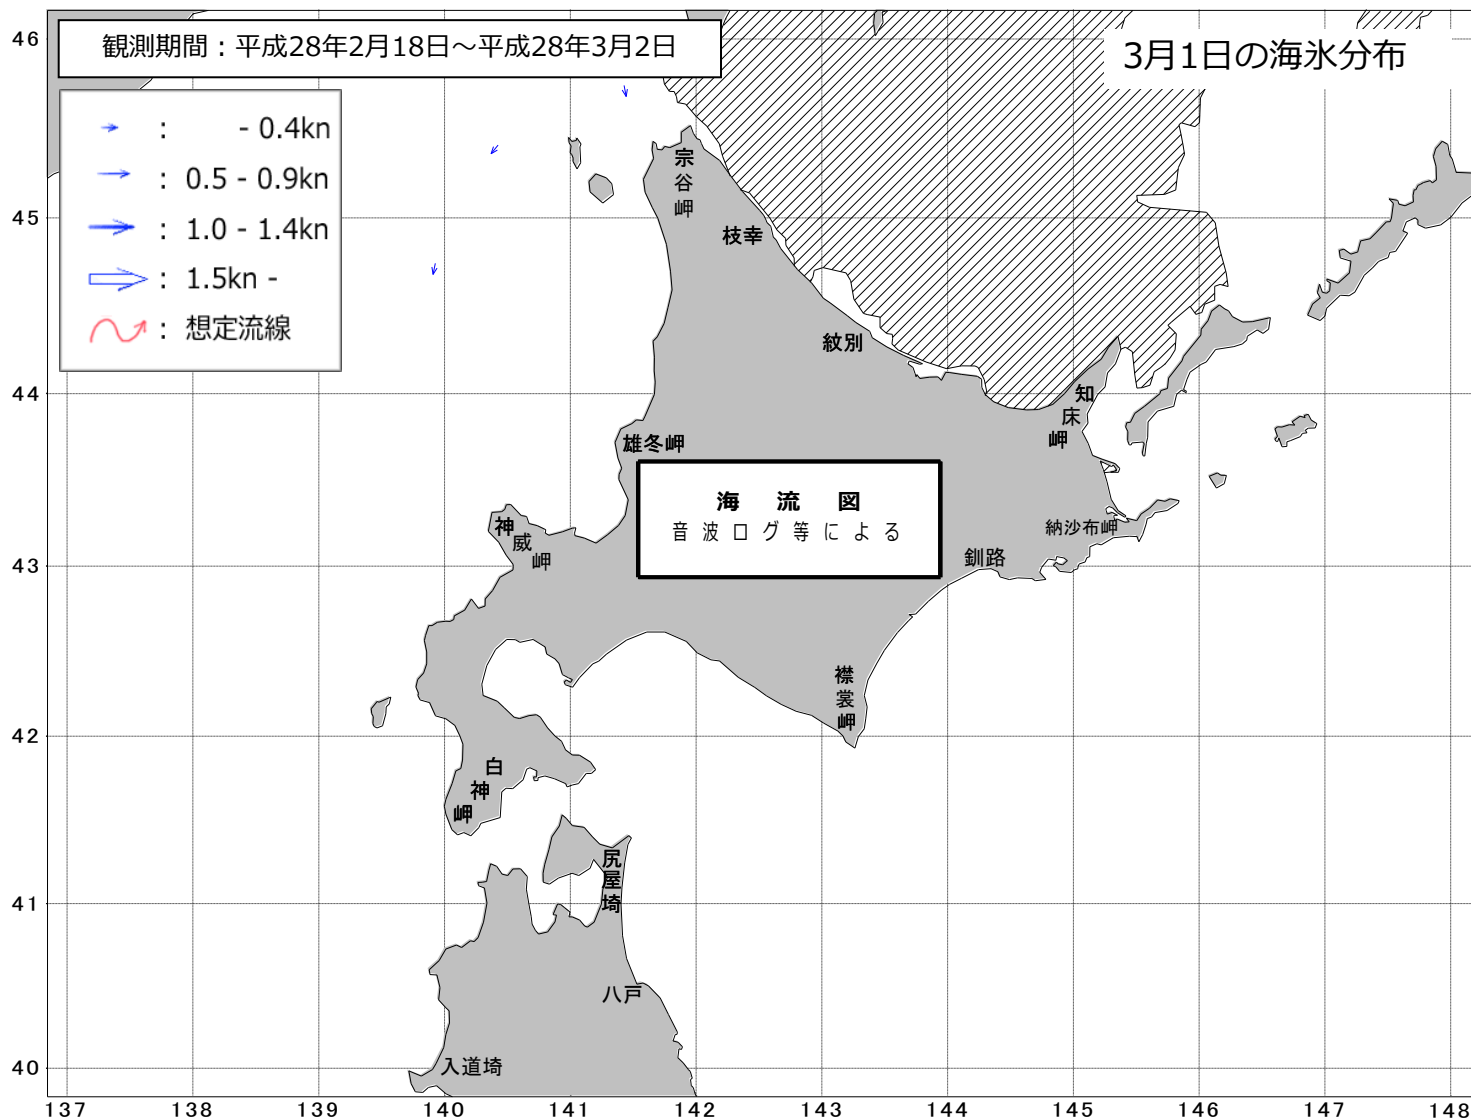 観測期間：平成28年2月18日～平成28年3月2日
3月1日の海氷分布
： - 0.4kn
： 0.5 - 0.9kn
： 1.0 - 1.4kn
： 1.5kn -
： 想定流線
宗谷岬
枝幸
紋別
知床岬
雄冬岬
海 流 図
音 波 ロ グ 等 に よ る
神威岬
納沙布岬
釧路
襟裳岬
白神岬
尻屋埼
八戸
入道埼
46
45
44
43
42
41
40
137 138 139 140 141 142 143 144 145 146 147 148